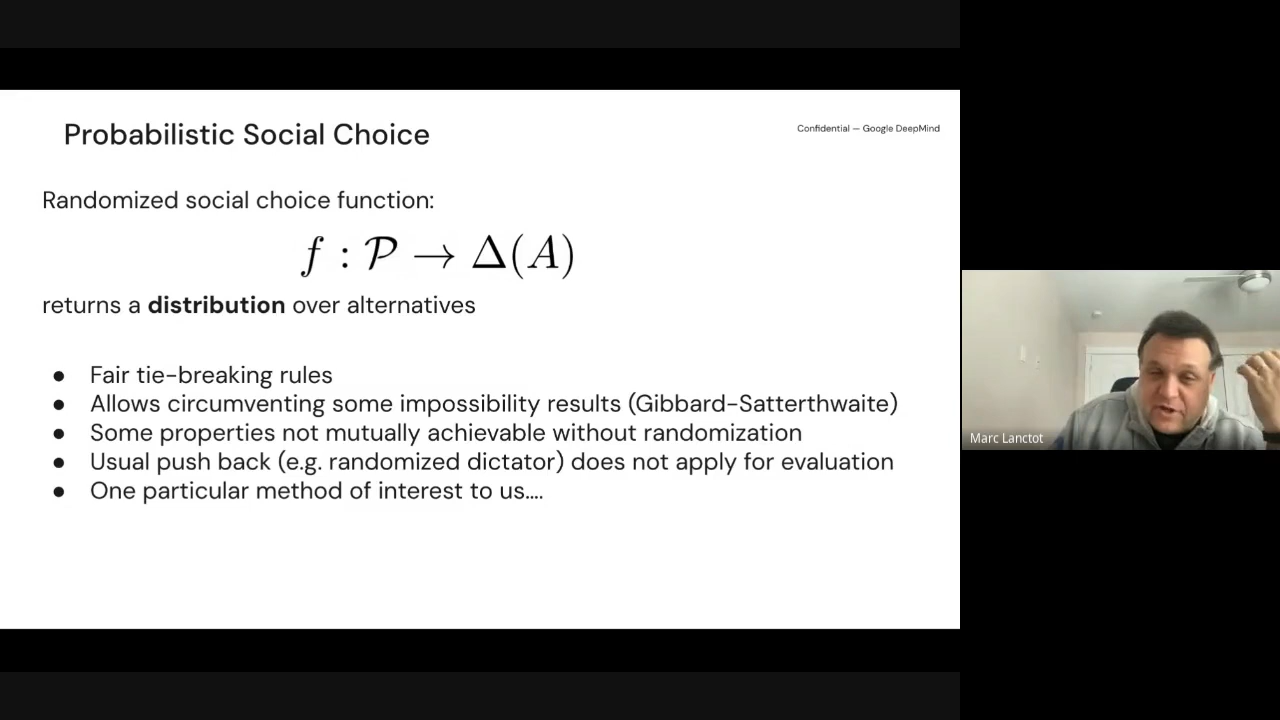 Probabilistic Social Choice
Confidential — Google DeepMind
Randomized social choice function:
f : 𝒫 → Δ(A)
returns a distribution over alternatives
● Fair tie-breaking rules
● Allows circumventing some impossibility results (Gibbard-Satterthwaite)
● Some properties not mutually achievable without randomization
● Usual push back (e.g. randomized dictator) does not apply for evaluation
● One particular method of interest to us....
Marc Lanctot